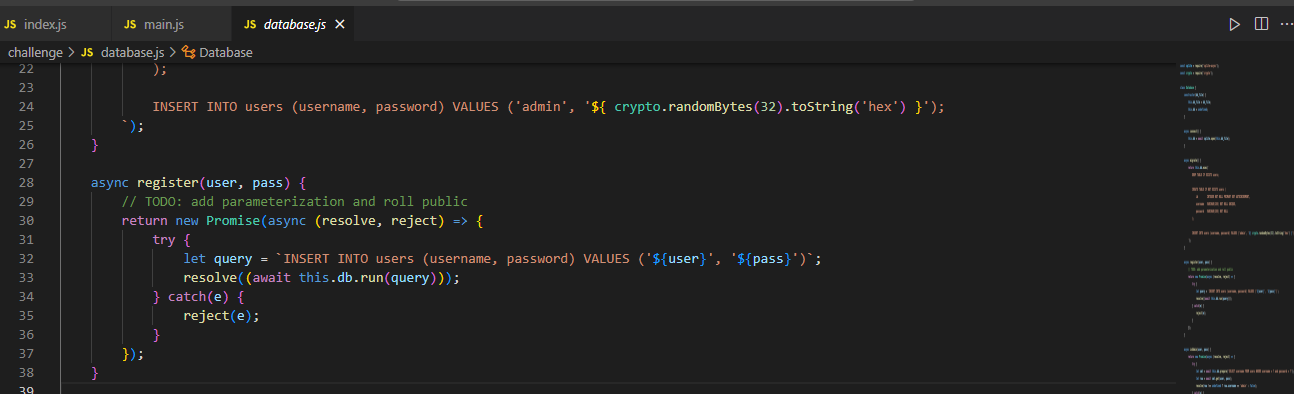 JS index.js JS main.js JS database.js ×
challenge > JS database.js > Database
22 );
23
24 INSERT INTO users (username, password) VALUES ('admin', '${ crypto.randomBytes(32).toString('hex') }');
25 `);
26 }
27
28 async register(user, pass) {
29 // TODO: add parameterization and roll public
30 return new Promise(async (resolve, reject) => {
31 try {
32 let query = `INSERT INTO users (username, password) VALUES ('${user}', '${pass}')`;
33 resolve((await this.db.run(query)));
34 } catch(e) {
35 reject(e);
36 }
37 });
38 }
39